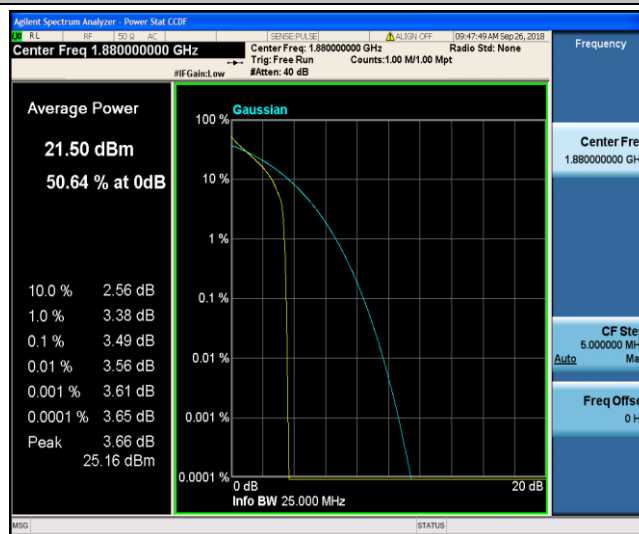 Agilent Spectrum Analyzer - Power Stat CCDF
RL RF 50 Ω AC SENSE:PULSE ALIGN OFF 09:47:49 AM Sep 26, 2018
Center Freq 1.880000000 GHz
Center Freq: 1.880000000 GHz Radio Std: None
Trig: Free Run Counts:1.00 M/1.00 Mpt
#IFGain:Low #Atten: 40 dB
Frequency
Average Power
21.50 dBm
50.64 % at 0dB
10.0 % 2.56 dB
1.0 % 3.38 dB
0.1 % 3.49 dB
0.01 % 3.56 dB
0.001 % 3.61 dB
0.0001 % 3.65 dB
Peak 3.66 dB
25.16 dBm
Gaussian
100 %
10 %
1 %
0.1 %
0.01 %
0.001 %
0.0001 %
0 dB 20 dB
Info BW 25.000 MHz
Center Fre
1.880000000 GH
CF Ste
5.000000 MH
Auto Ma
Freq Offse
0 H
MSG STATUS